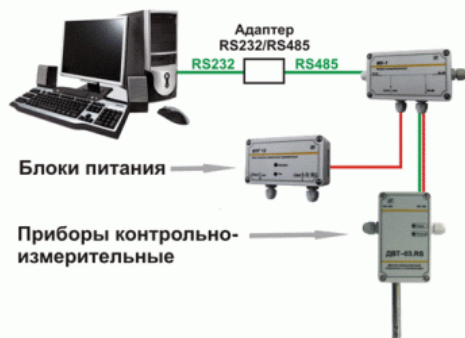 Адаптер
RS232/RS485
RS232
RS485
Блоки питания
Приборы контрольно-
измерительные
ДВТ-03.RS